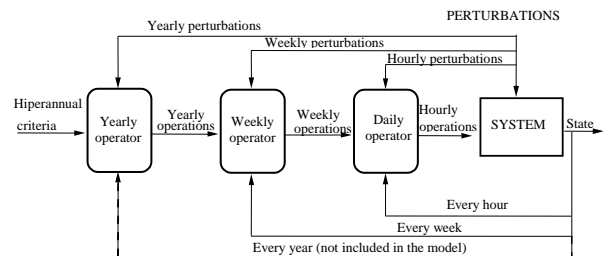 PERTURBATIONS
Yearly perturbations
Weekly perturbations
Hourly perturbations
Hiperannual
criteria
Yearly
operator
Yearly
operations
Weekly
operator
Weekly
operations
Daily
operator
Hourly
operations
SYSTEM
State
Every hour
Every week
Every year (not included in the model)